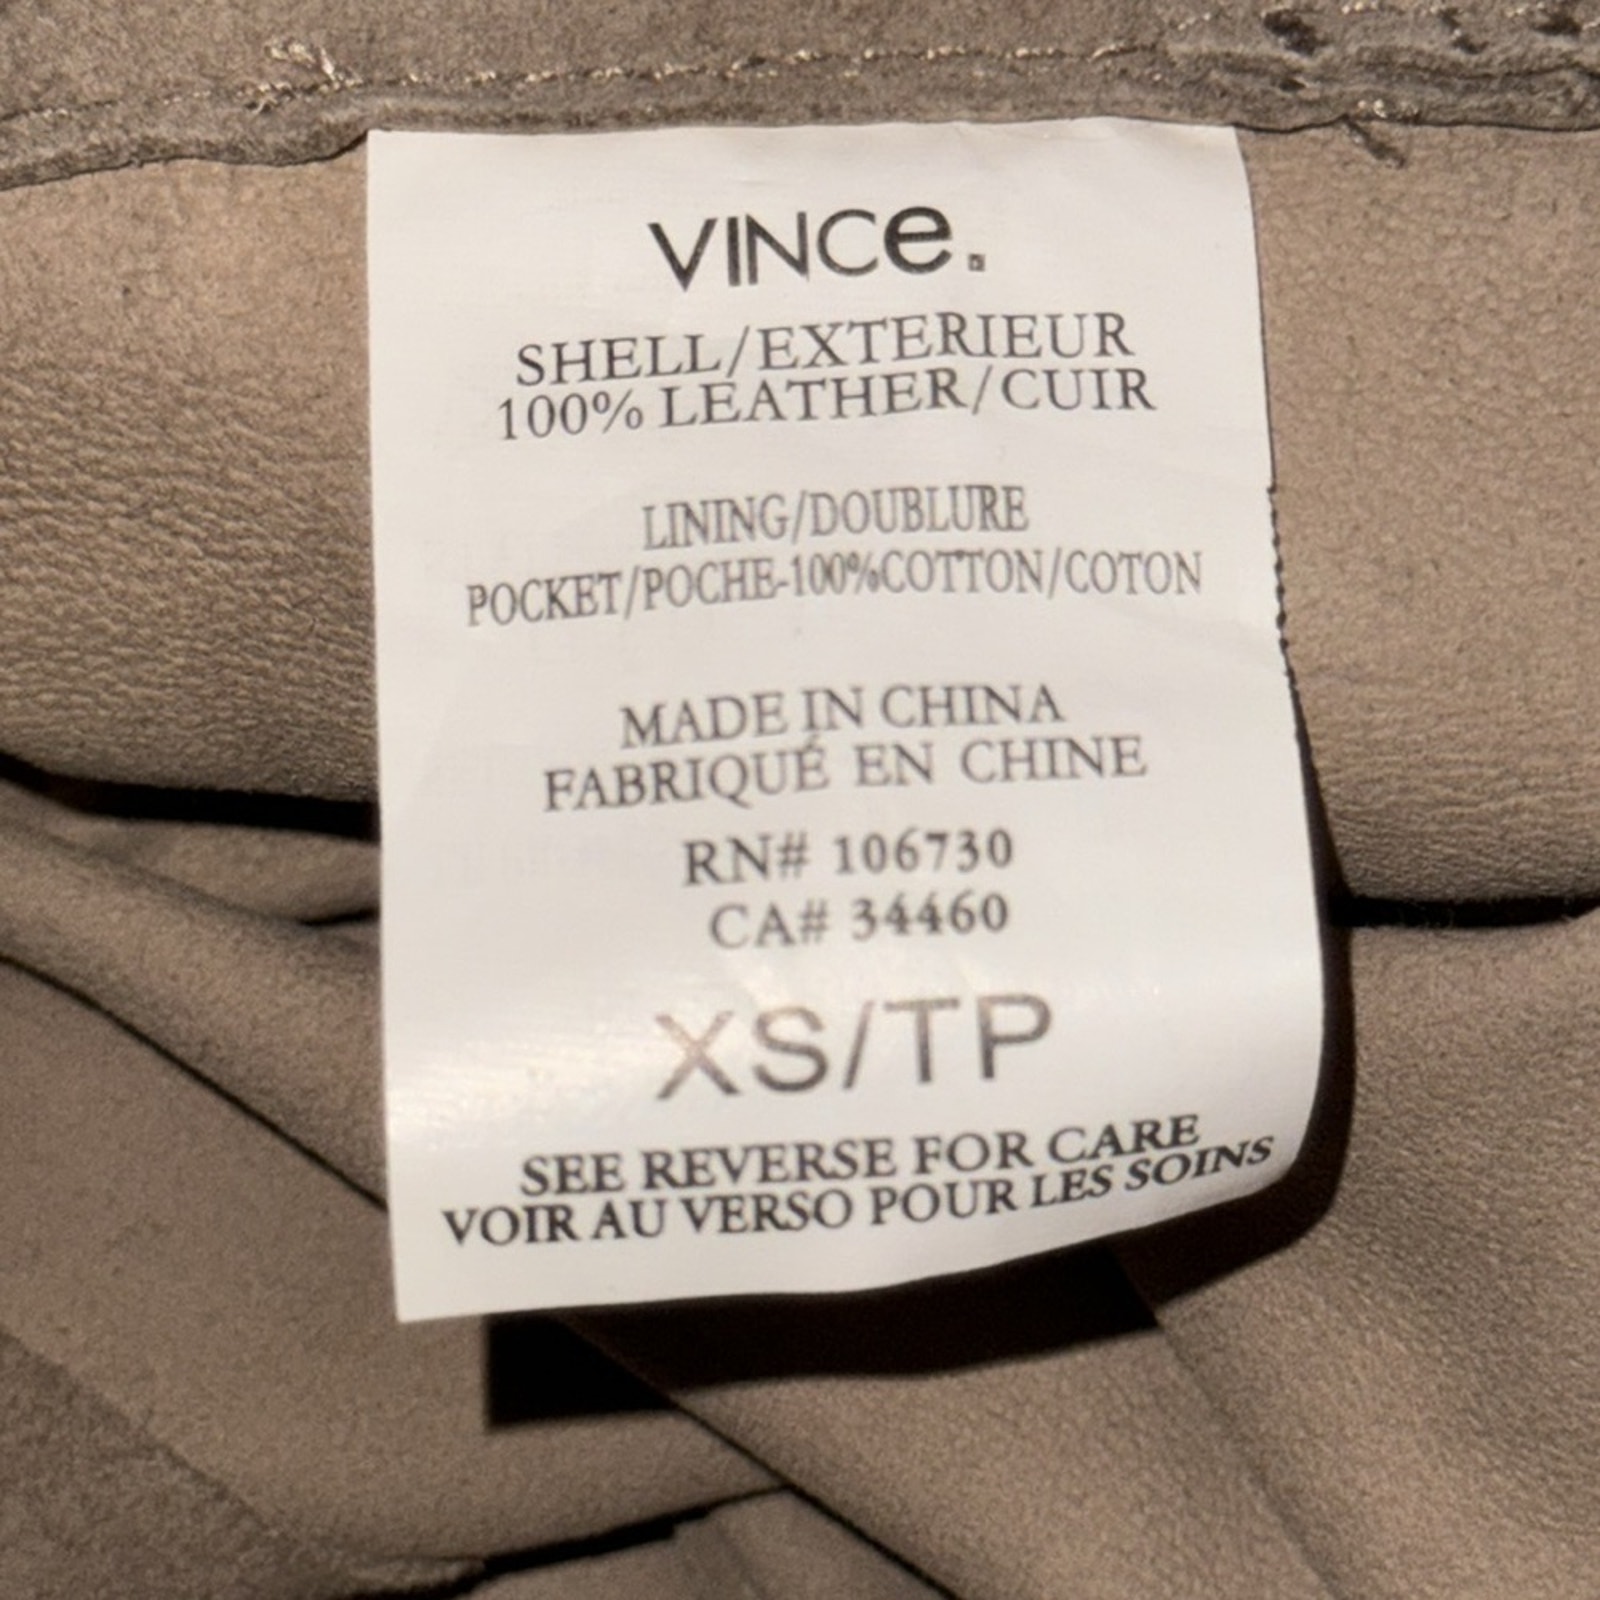 VINCe.
SHELL/EXTERIEUR
100% LEATHER/CUIR
LINING/DOUBLURE
POCKET/POCHE-100%COTTON/COTON
MADE IN CHINA
FABRIQUÉ EN CHINE
RN# 106730
CA# 34460
XS/TP
SEE REVERSE FOR CARE
VOIR AU VERSO POUR LES SOINS